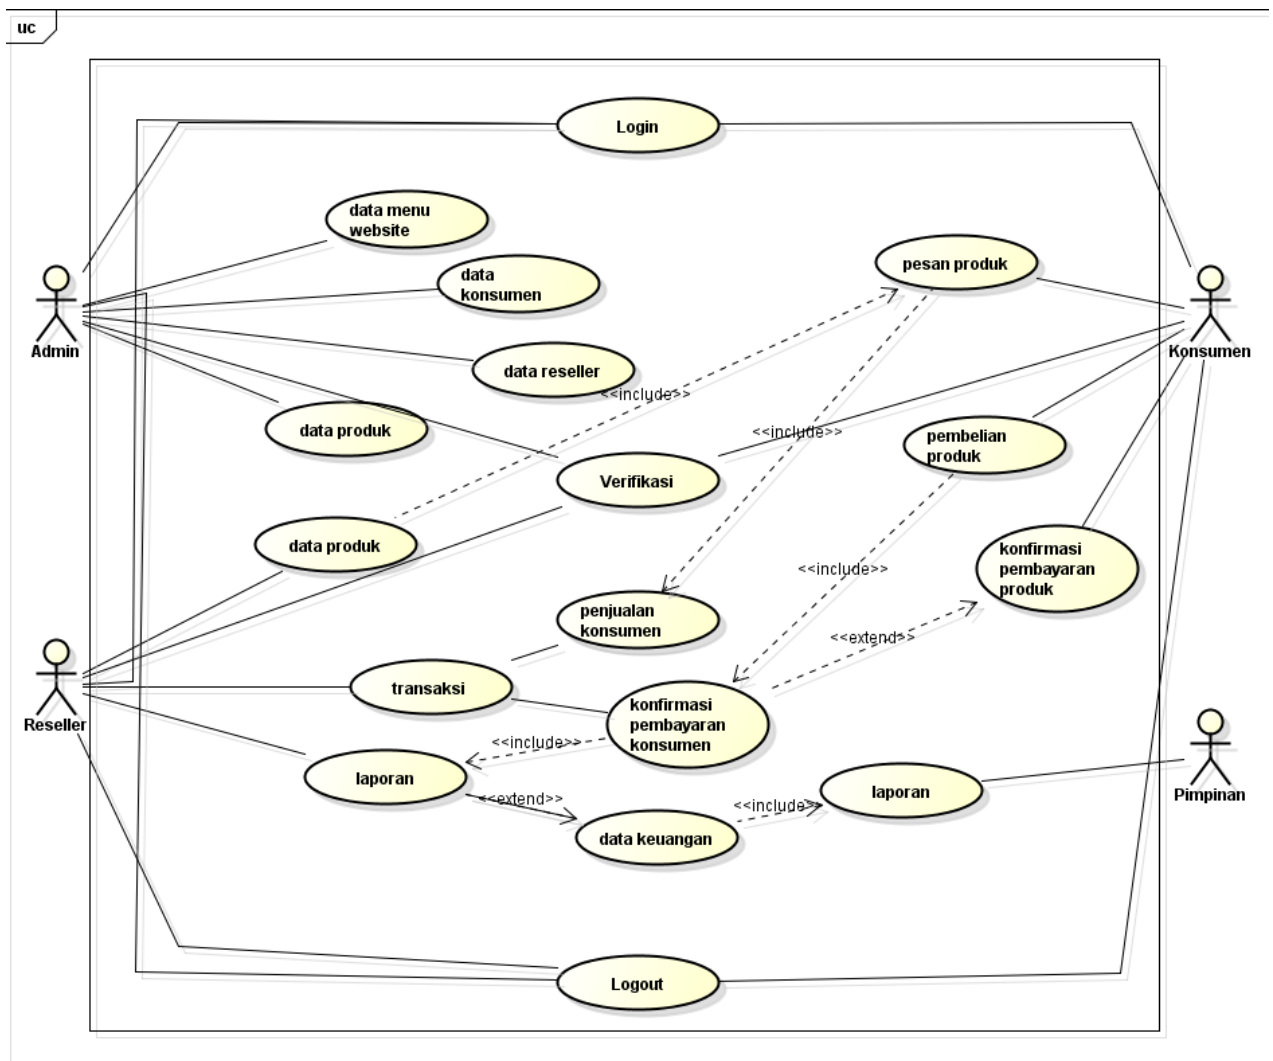 uc
Login
data menu
website
pesan produk
data
konsumen
Admin
Konsumen
data reseller
<<include>>
data produk
<<include>>
pembelian
produk
Verifikasi
data produk
konfirmasi
pembayaran
produk
<<include>>
penjualan
konsumen
<<extend>>
transaksi
konfirmasi
pembayaran
konsumen
Reseller
<<include>>
laporan
<<extend>>
laporan
<<include>>
Pimpinan
data keuangan
Logout